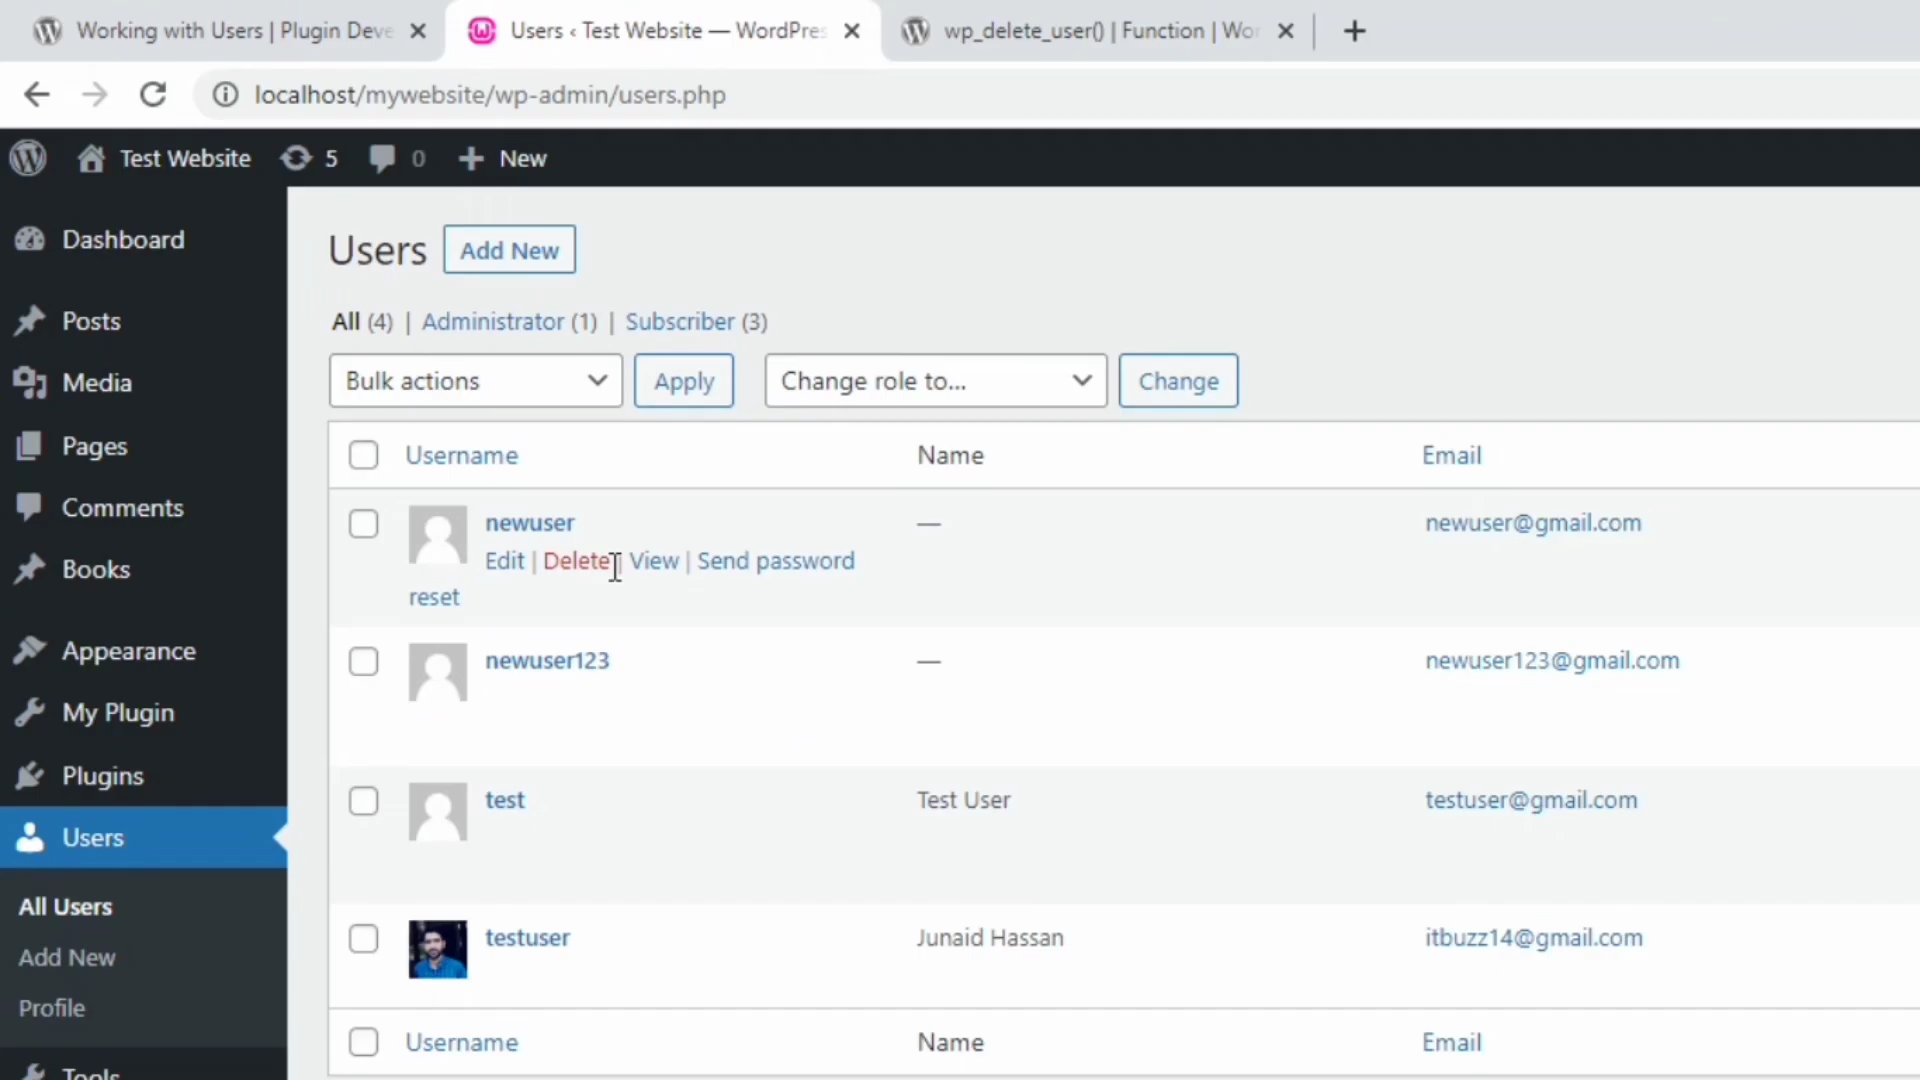 Working with Users | Plugin Deve
Users ‹ Test Website — WordPres
wp_delete_user() | Function | Wor
localhost/mywebsite/wp-admin/users.php
Test Website 5 0 New
Dashboard
Posts
Media
Pages
Comments
Books
Appearance
My Plugin
Plugins
Users
All Users
Add New
Profile
Tools
Users Add New
All (4) | Administrator (1) | Subscriber (3)
Bulk actions Apply Change role to... Change
Username Name Email
newuser — newuser@gmail.com
Edit | Delete | View | Send password
reset
newuser123 — newuser123@gmail.com
test Test User testuser@gmail.com
testuser Junaid Hassan itbuzz14@gmail.com
Username Name Email